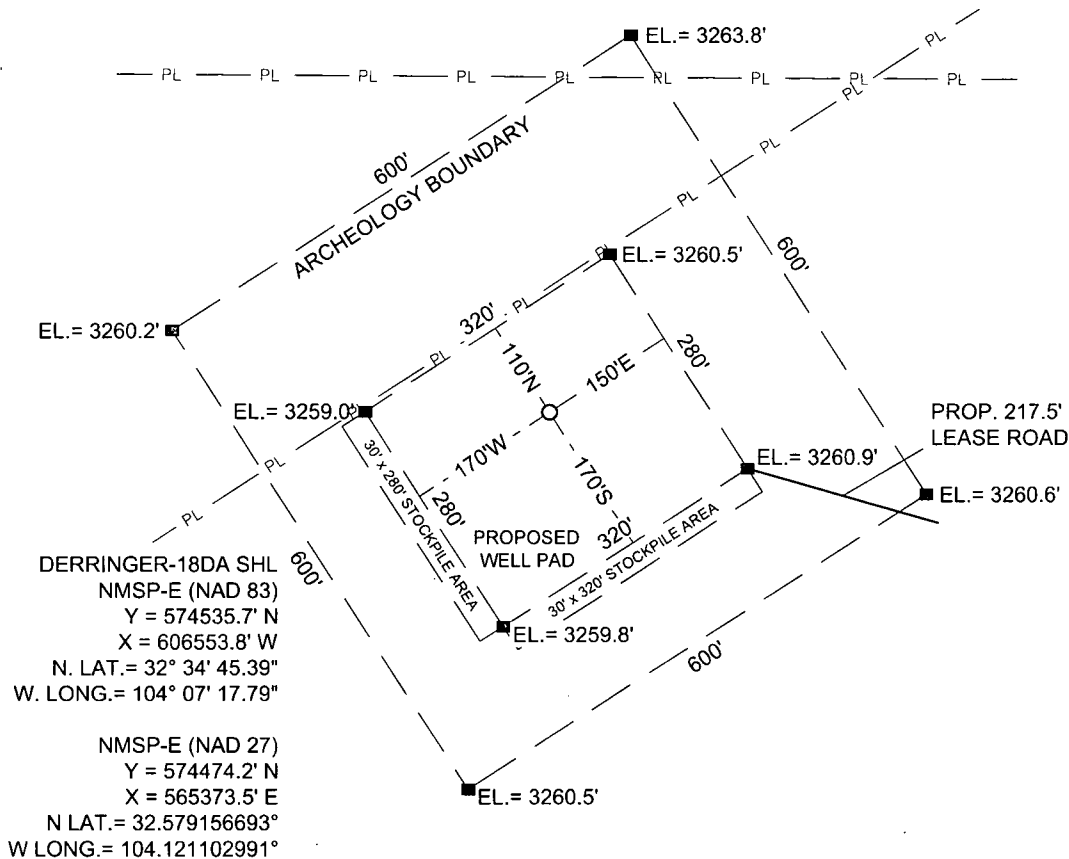 EL.= 3263.8'
PL PL PL PL PL PL PL PL PL
PL
PL
PL
PL
PL
PL
PL
PL
PL
PL
600'
ARCHEOLOGY BOUNDARY
600'
EL.= 3260.5'
EL.= 3260.2'
320'
110'N
150'E
280'
EL.= 3259.0'
PROP. 217.5'
LEASE ROAD
170'W
170'S
EL.= 3260.9'
EL.= 3260.6'
30' x 280' STOCKPILE AREA
280'
PROPOSED
WELL PAD
320'
30' x 320' STOCKPILE AREA
EL.= 3259.8'
600'
600'
EL.= 3260.5'
DERRINGER-18DA SHL
NMSP-E (NAD 83)
Y = 574535.7' N
X = 606553.8' W
N. LAT.= 32° 34' 45.39"
W. LONG.= 104° 07' 17.79"
NMSP-E (NAD 27)
Y = 574474.2' N
X = 565373.5' E
N LAT.= 32.579156693°
W LONG.= 104.121102991°